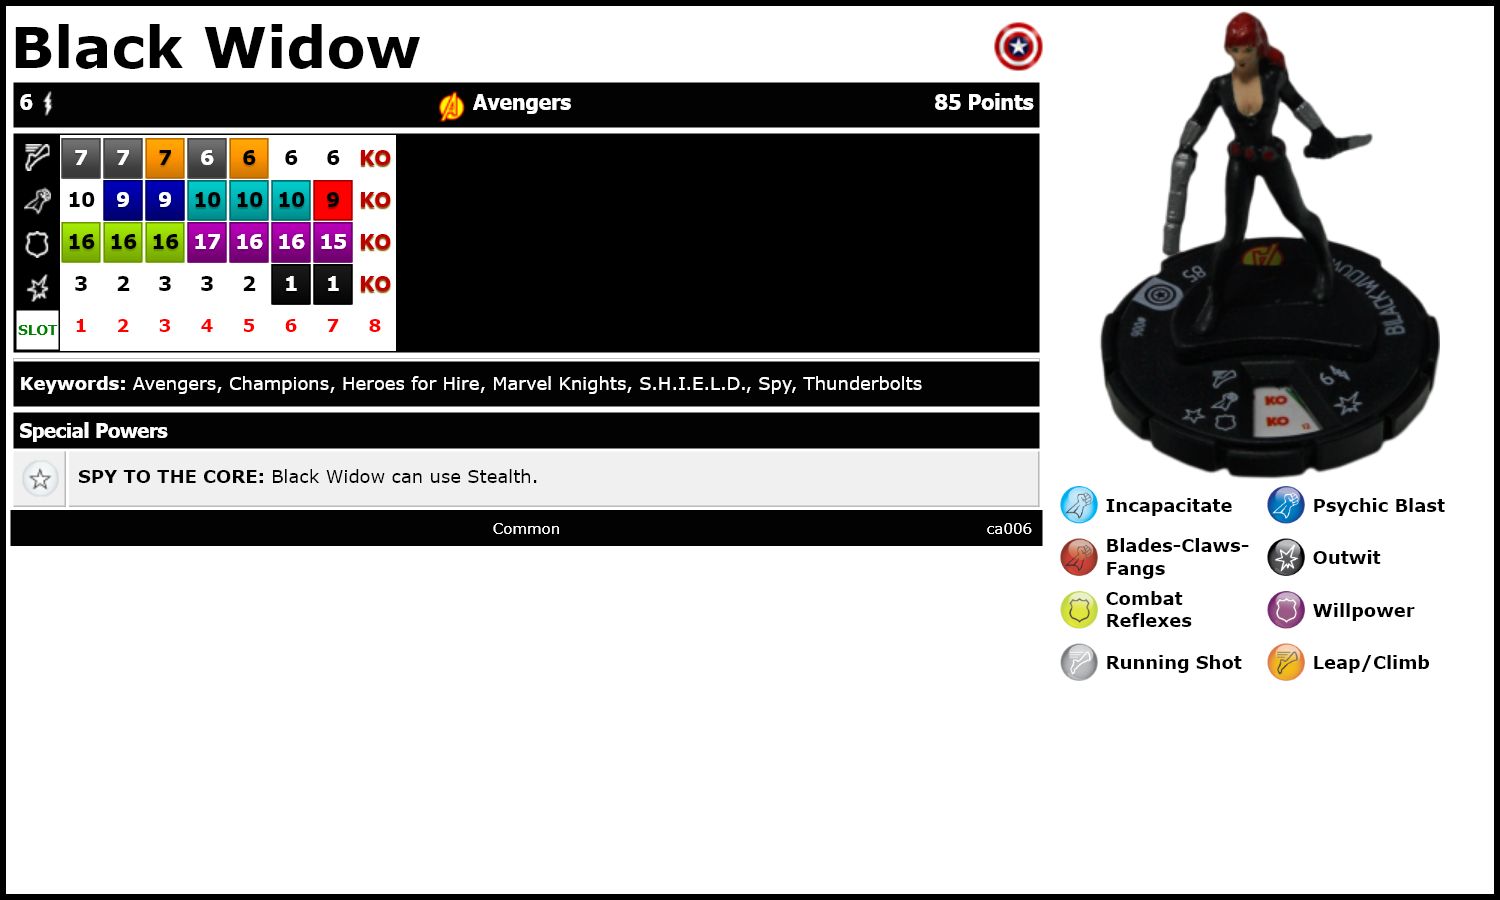 Black Widow
6 Avengers 85 Points
7 7 7 6 6 6 6 KO
10 9 9 10 10 10 9 KO
16 16 16 17 16 16 15 KO
3 2 3 3 2 1 1 KO
SLOT 1 2 3 4 5 6 7 8
Keywords: Avengers, Champions, Heroes for Hire, Marvel Knights, S.H.I.E.L.D., Spy, Thunderbolts
Special Powers
SPY TO THE CORE: Black Widow can use Stealth.
Common ca006
85
BLACK WIDOW
#006
6
KO
KO
12
Incapacitate Psychic Blast
Blades-Claws-
Fangs
Outwit
Combat
Reflexes
Willpower
Running Shot Leap/Climb